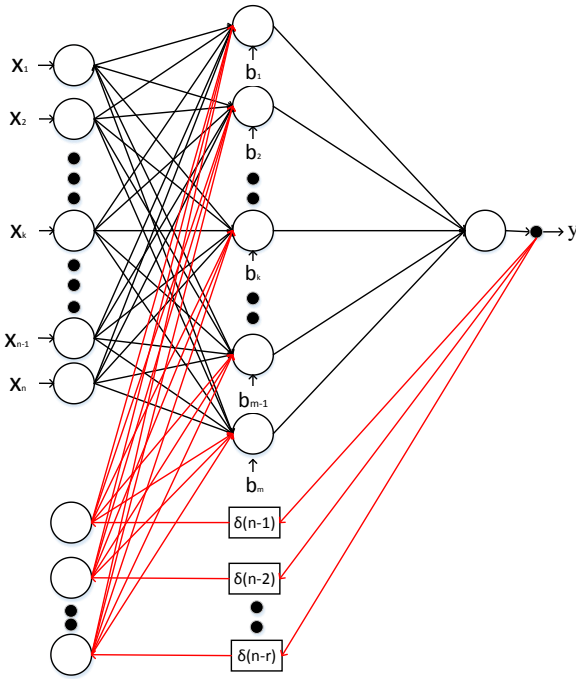 x₁
b₁
x₂
b₂
xₖ
y
bₖ
xₙ₋₁
xₙ
bₘ₋₁
bₘ
δ(n-1)
δ(n-2)
δ(n-r)